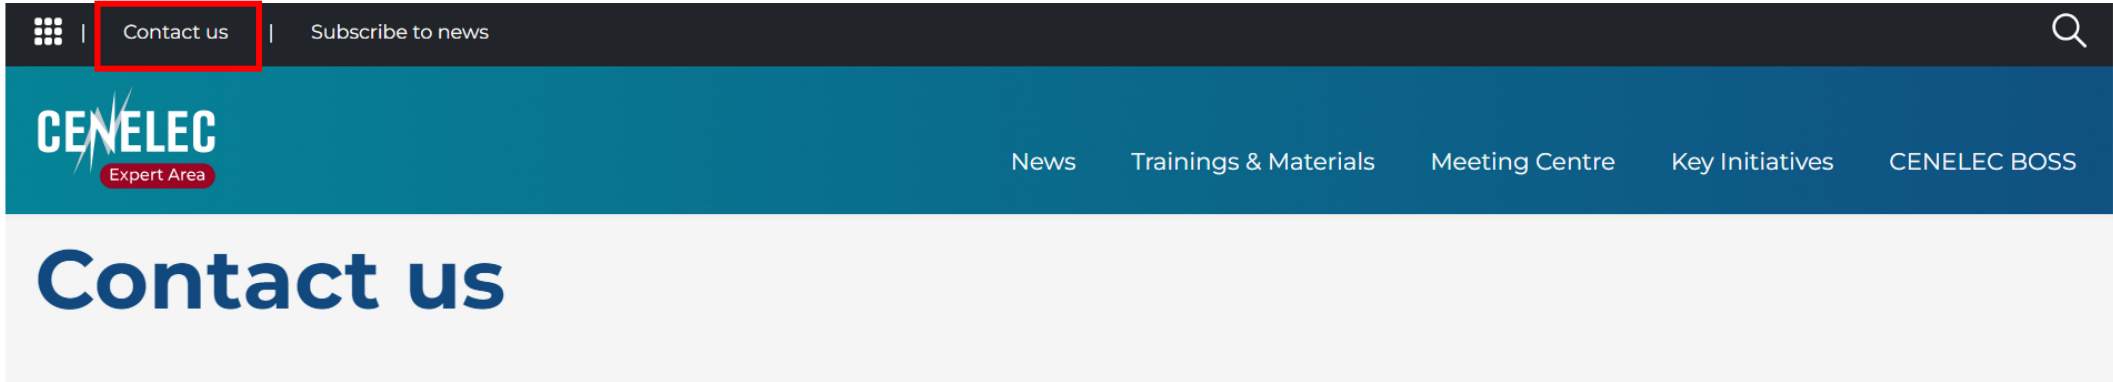 | Contact us | Subscribe to news
CENELEC
Expert Area
News Trainings & Materials Meeting Centre Key Initiatives CENELEC BOSS
Contact us